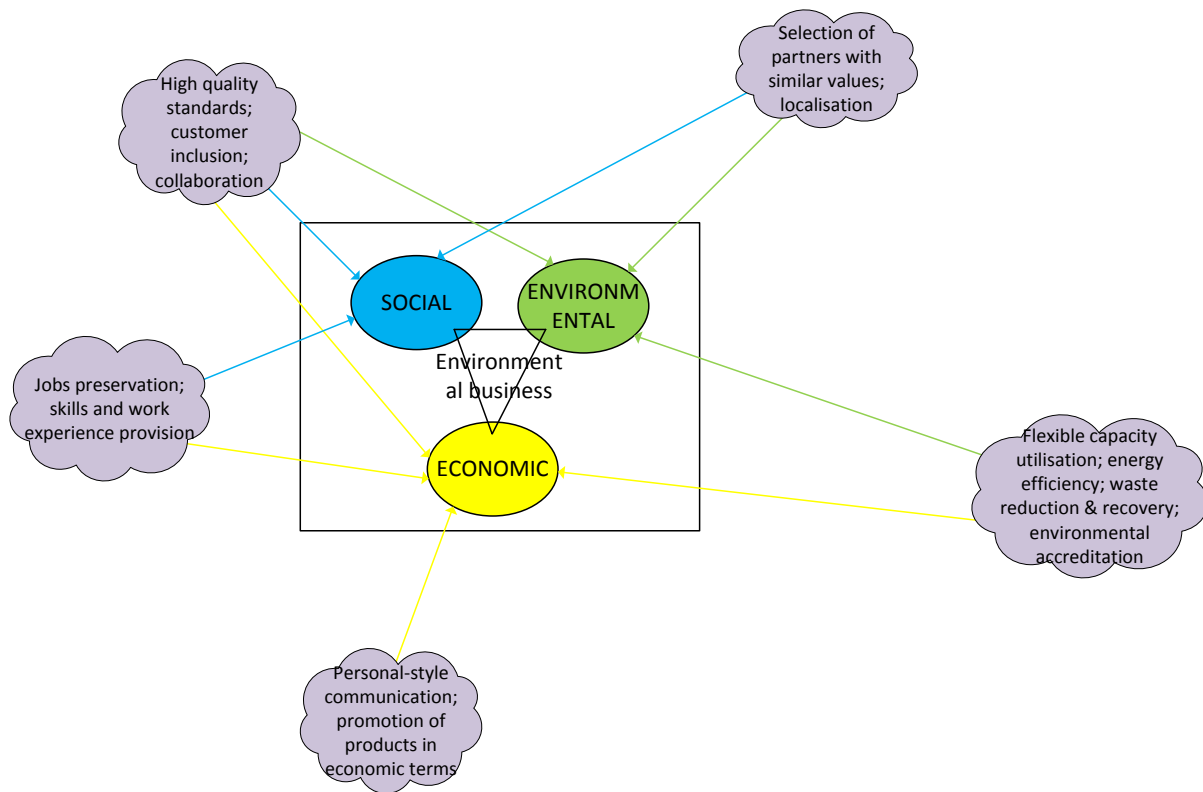 Selection of
partners with
similar values;
localisation
High quality
standards;
customer
inclusion;
collaboration
SOCIAL
ENVIRONM
ENTAL
Environment
al business
Jobs preservation;
skills and work
experience provision
ECONOMIC
Flexible capacity
utilisation; energy
efficiency; waste
reduction & recovery;
environmental
accreditation
Personal-style
communication;
promotion of
products in
economic terms